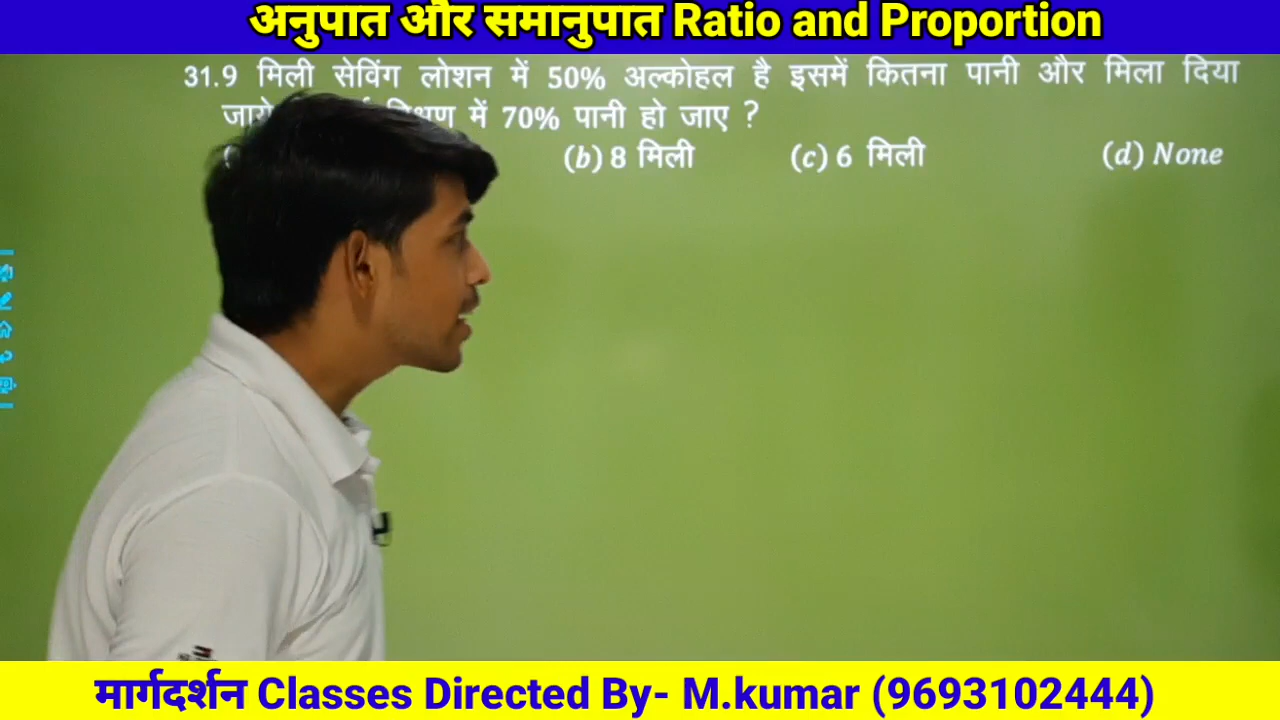 अनुपात और समानुपात Ratio and Proportion
31.9 मिली सेविंग लोशन में 50% अल्कोहल है इसमें कितना पानी और मिला दिया
में 70% पानी हो जाए ?
(b) 8 मिली (c) 6 मिली (d) None
मार्गदर्शन Classes Directed By- M.kumar (9693102444)